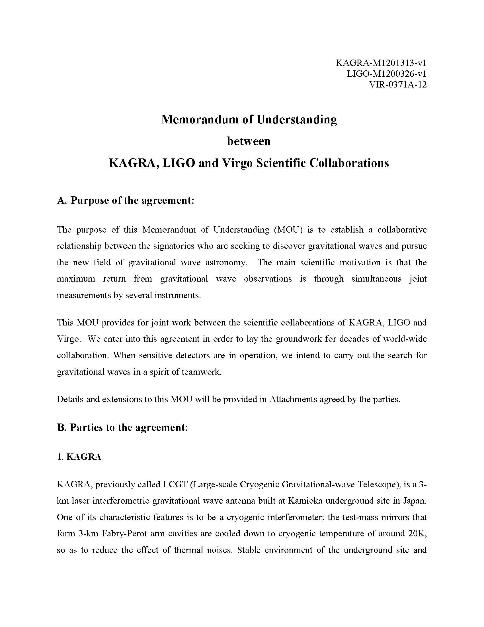 KAGRA-M1201313-v1
LIGO-M1200326-v1
VIR-0371A-12
Memorandum of Understanding
between
KAGRA, LIGO and Virgo Scientific Collaborations
A. Purpose of the agreement:
The purpose of this Memorandum of Understanding (MOU) is to establish a collaborative
relationship between the signatories who are seeking to discover gravitational waves and pursue
the new field of gravitational wave astronomy. The main scientific motivation is that the
maximum return from gravitational wave observations is through simultaneous joint
measurements by several instruments.
This MOU provides for joint work between the scientific collaborations of KAGRA, LIGO and
Virgo. We enter into this agreement in order to lay the groundwork for decades of world-wide
collaboration. When sensitive detectors are in operation, we intend to carry out the search for
gravitational waves in a spirit of teamwork.
Details and extensions to this MOU will be provided in Attachments agreed by the parties.
B. Parties to the agreement:
1. KAGRA
KAGRA, previously called LCGT (Large-scale Cryogenic Gravitational-wave Telescope), is a 3-
km laser interferometric gravitational wave antenna built at Kamioka underground site in Japan.
One of its characteristic features is to be a cryogenic interferometer; the test-mass mirrors that
form 3-km Fabry-Perot arm cavities are cooled down to cryogenic temperature of around 20K,
so as to reduce the effect of thermal noises. Stable environment of the underground site and